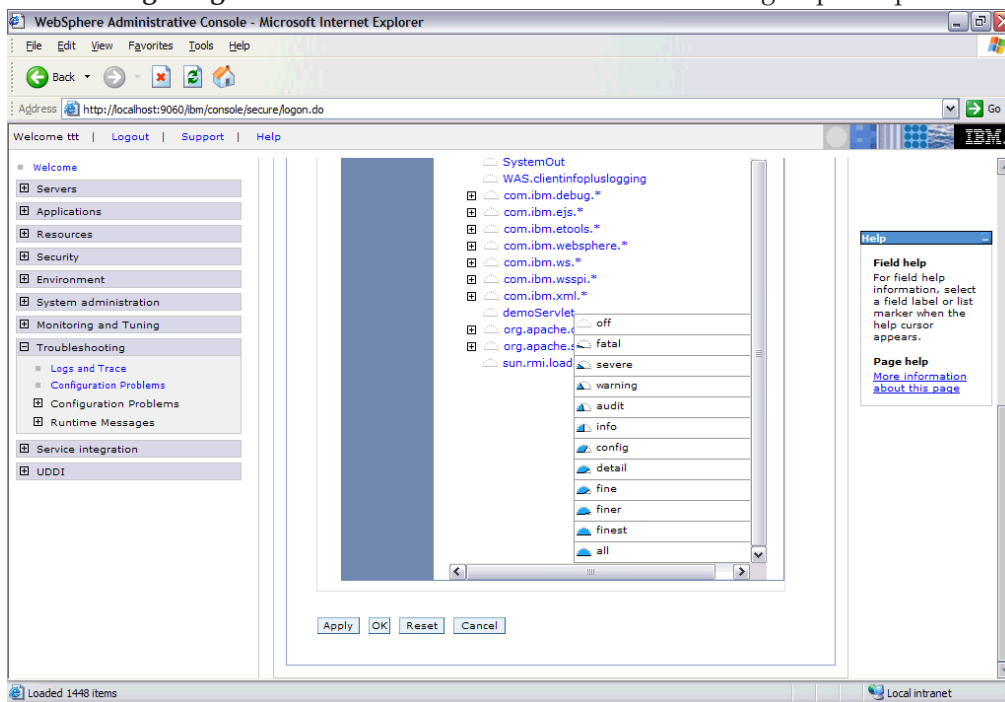 WebSphere Administrative Console - Microsoft Internet Explorer
File Edit View Favorites Tools Help
Back
Address http://localhost:9060/ibm/console/secure/logon.do Go
Welcome ttt | Logout | Support | Help IBM.
Welcome
Servers
Applications
Resources
Security
Environment
System administration
Monitoring and Tuning
Troubleshooting
Logs and Trace
Configuration Problems
Configuration Problems
Runtime Messages
Service integration
UDDI
SystemOut
WAS.clientinfopluslogging
com.ibm.debug.*
com.ibm.ejs.*
com.ibm.etools.*
com.ibm.websphere.*
com.ibm.ws.*
com.ibm.wsspi.*
com.ibm.xml.*
demoServlet
org.apache.
org.apache.
sun.rmi.load
off
fatal
severe
warning
audit
info
config
detail
fine
finer
finest
all
Apply OK Reset Cancel
Help
Field help
For field help
information, select
a field label or list
marker when the
help cursor
appears.
Page help
More information
about this page
Loaded 1448 items
Local intranet